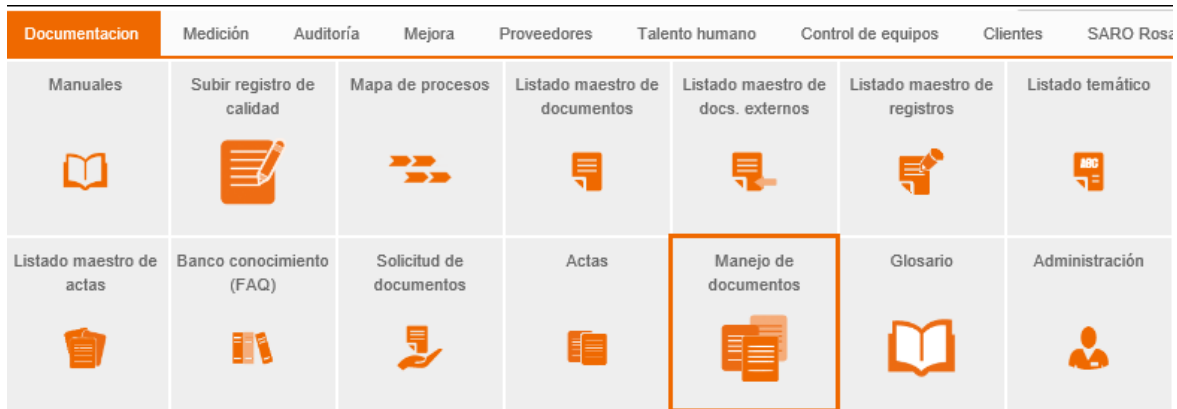 Documentacion Medición Auditoría Mejora Proveedores Talento humano Control de equipos Clientes SARO Rosa
Manuales
Subir registro de
calidad
Mapa de procesos
Listado maestro de
documentos
Listado maestro de
docs. externos
Listado maestro de
registros
Listado temático
ABC
Listado maestro de
actas
Banco conocimiento
(FAQ)
Solicitud de
documentos
Actas
Manejo de
documentos
Glosario
Administración